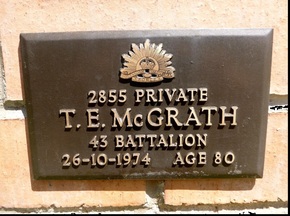 2855 PRIVATE
T. E. McGRATH
43 BATTALION
26-10-1974 AGE 80